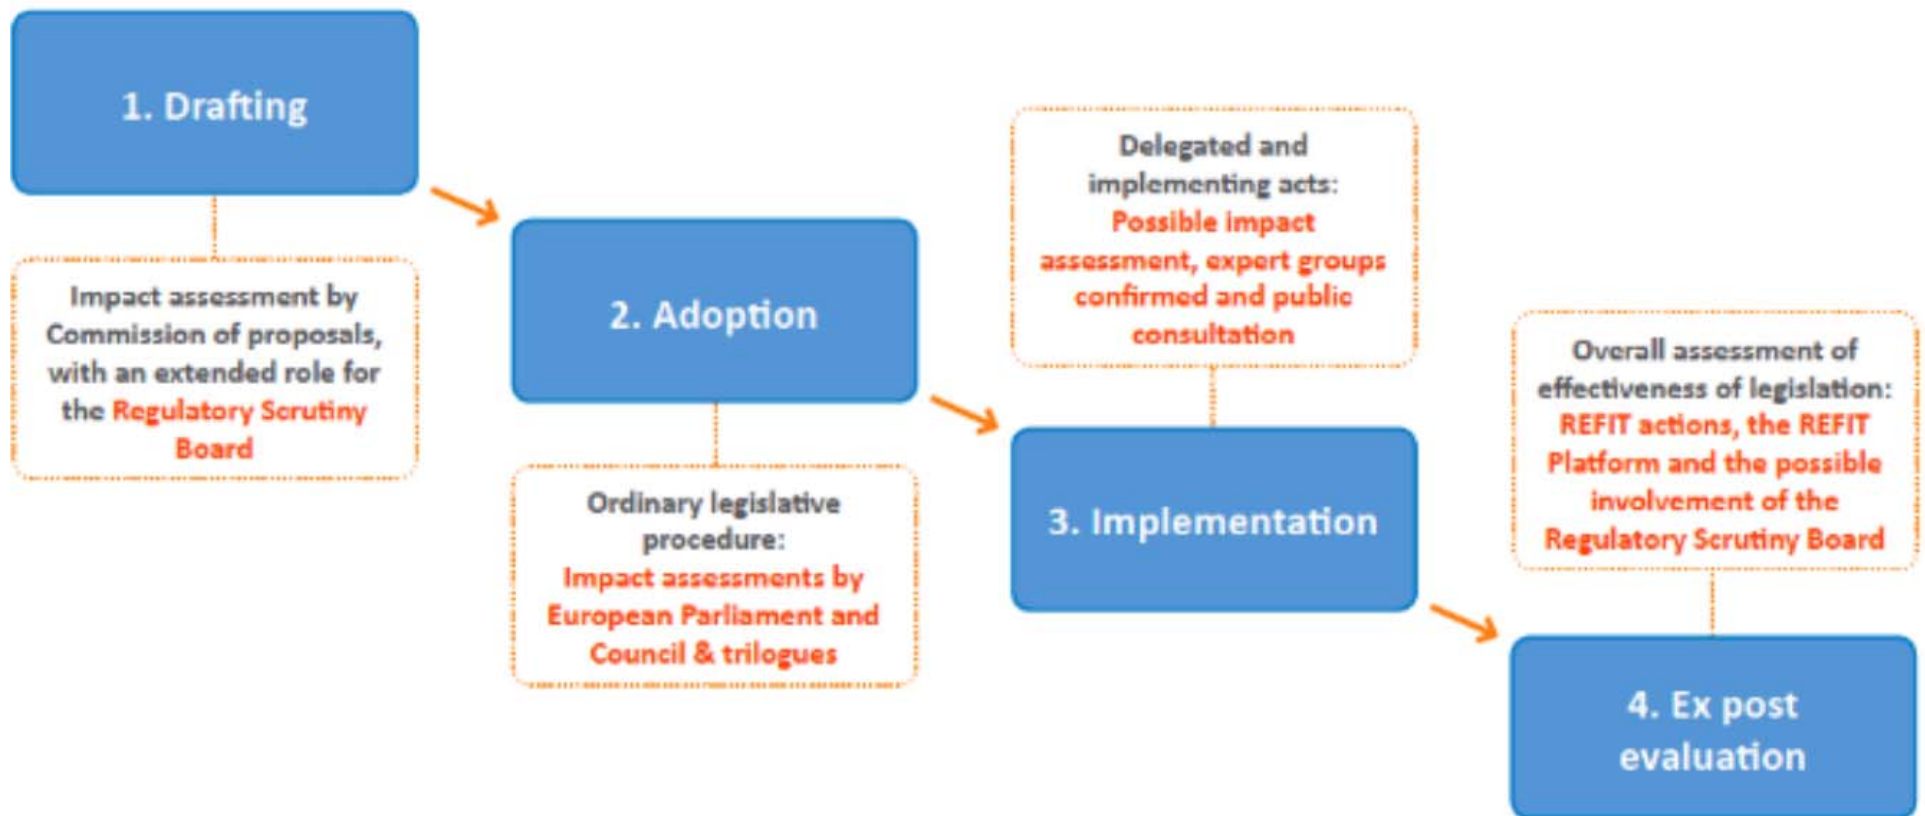 1. Drafting
Impact assessment by
Commission of proposals,
with an extended role for
the Regulatory Scrutiny
Board
2. Adoption
Ordinary legislative
procedure:
Impact assessments by
European Parliament and
Council & trilogues
Delegated and
implementing acts:
Possible impact
assessment, expert groups
confirmed and public
consultation
3. Implementation
Overall assessment of
effectiveness of legislation:
REFIT actions, the REFIT
Platform and the possible
involvement of the
Regulatory Scrutiny Board
4. Ex post
evaluation